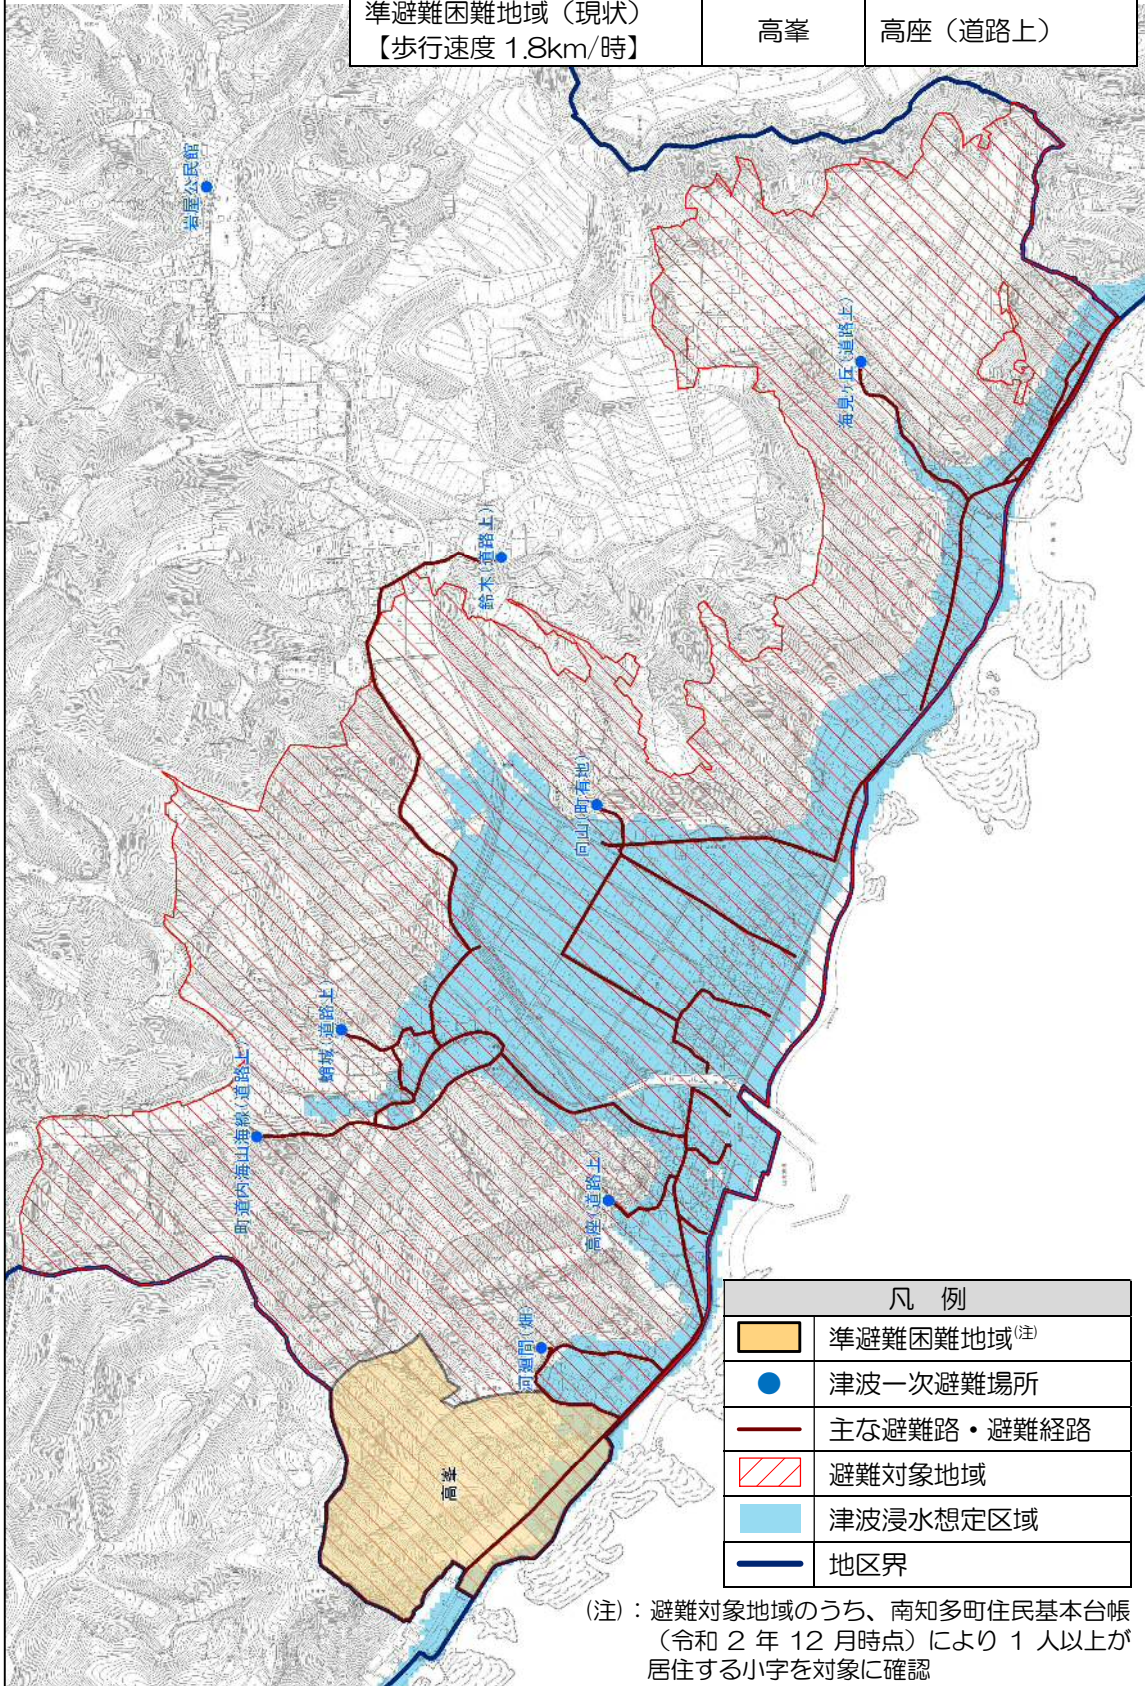 準避難困難地域（現状）
【歩行速度 1.8km/時】
高峯
高座（道路上）
岩屋公民館
海見ヶ丘(道路上)
鈴木(道路上)
向山(町有地)
町道内海山海線(道路上)
高座(道路上)
河廻間(畑)
高峯
凡 例
準避難困難地域(注)
津波一次避難場所
主な避難路・避難経路
避難対象地域
津波浸水想定区域
地区界
(注)：避難対象地域のうち、南知多町住民基本台帳
（令和 2 年 12 月時点）により 1 人以上が
居住する小字を対象に確認